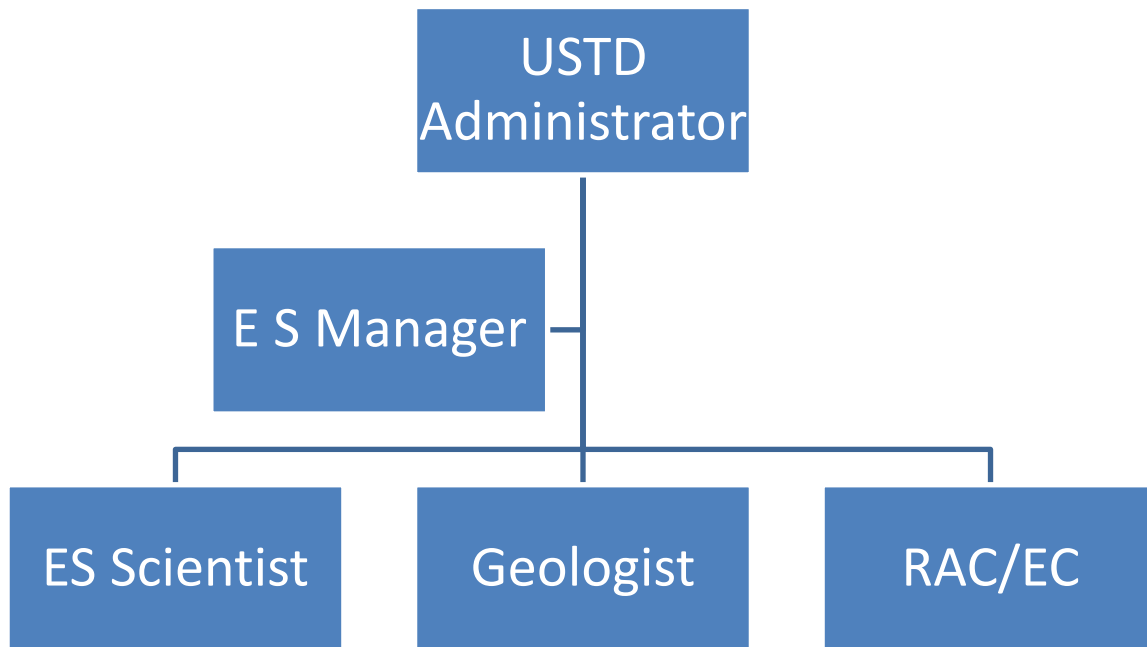 USTD
Administrator
E S Manager
ES Scientist
Geologist
RAC/EC